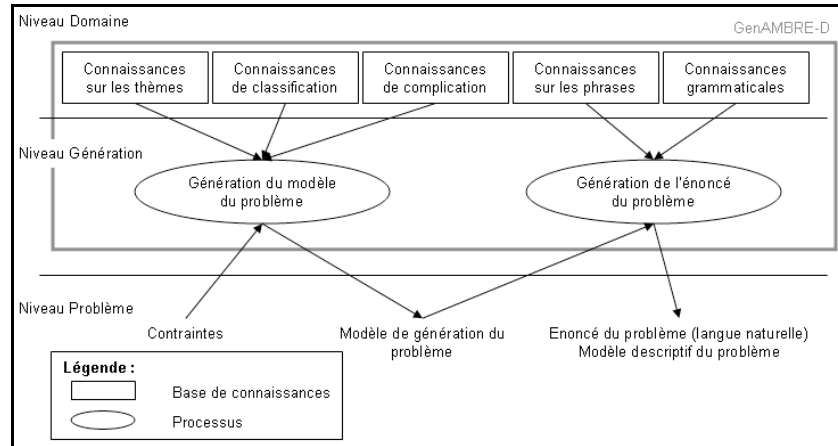 Niveau Domaine
GenAMBRE-D
Connaissances
sur les thèmes
Connaissances
de classification
Connaissances
de complication
Connaissances
sur les phrases
Connaissances
grammaticales
Niveau Génération
Génération du modèle
du problème
Génération de l'énoncé
du problème
Niveau Problème
Contraintes
Modèle de génération du
problème
Enoncé du problème (langue naturelle)
Modèle descriptif du problème
Légende :
Base de connaissances
Processus